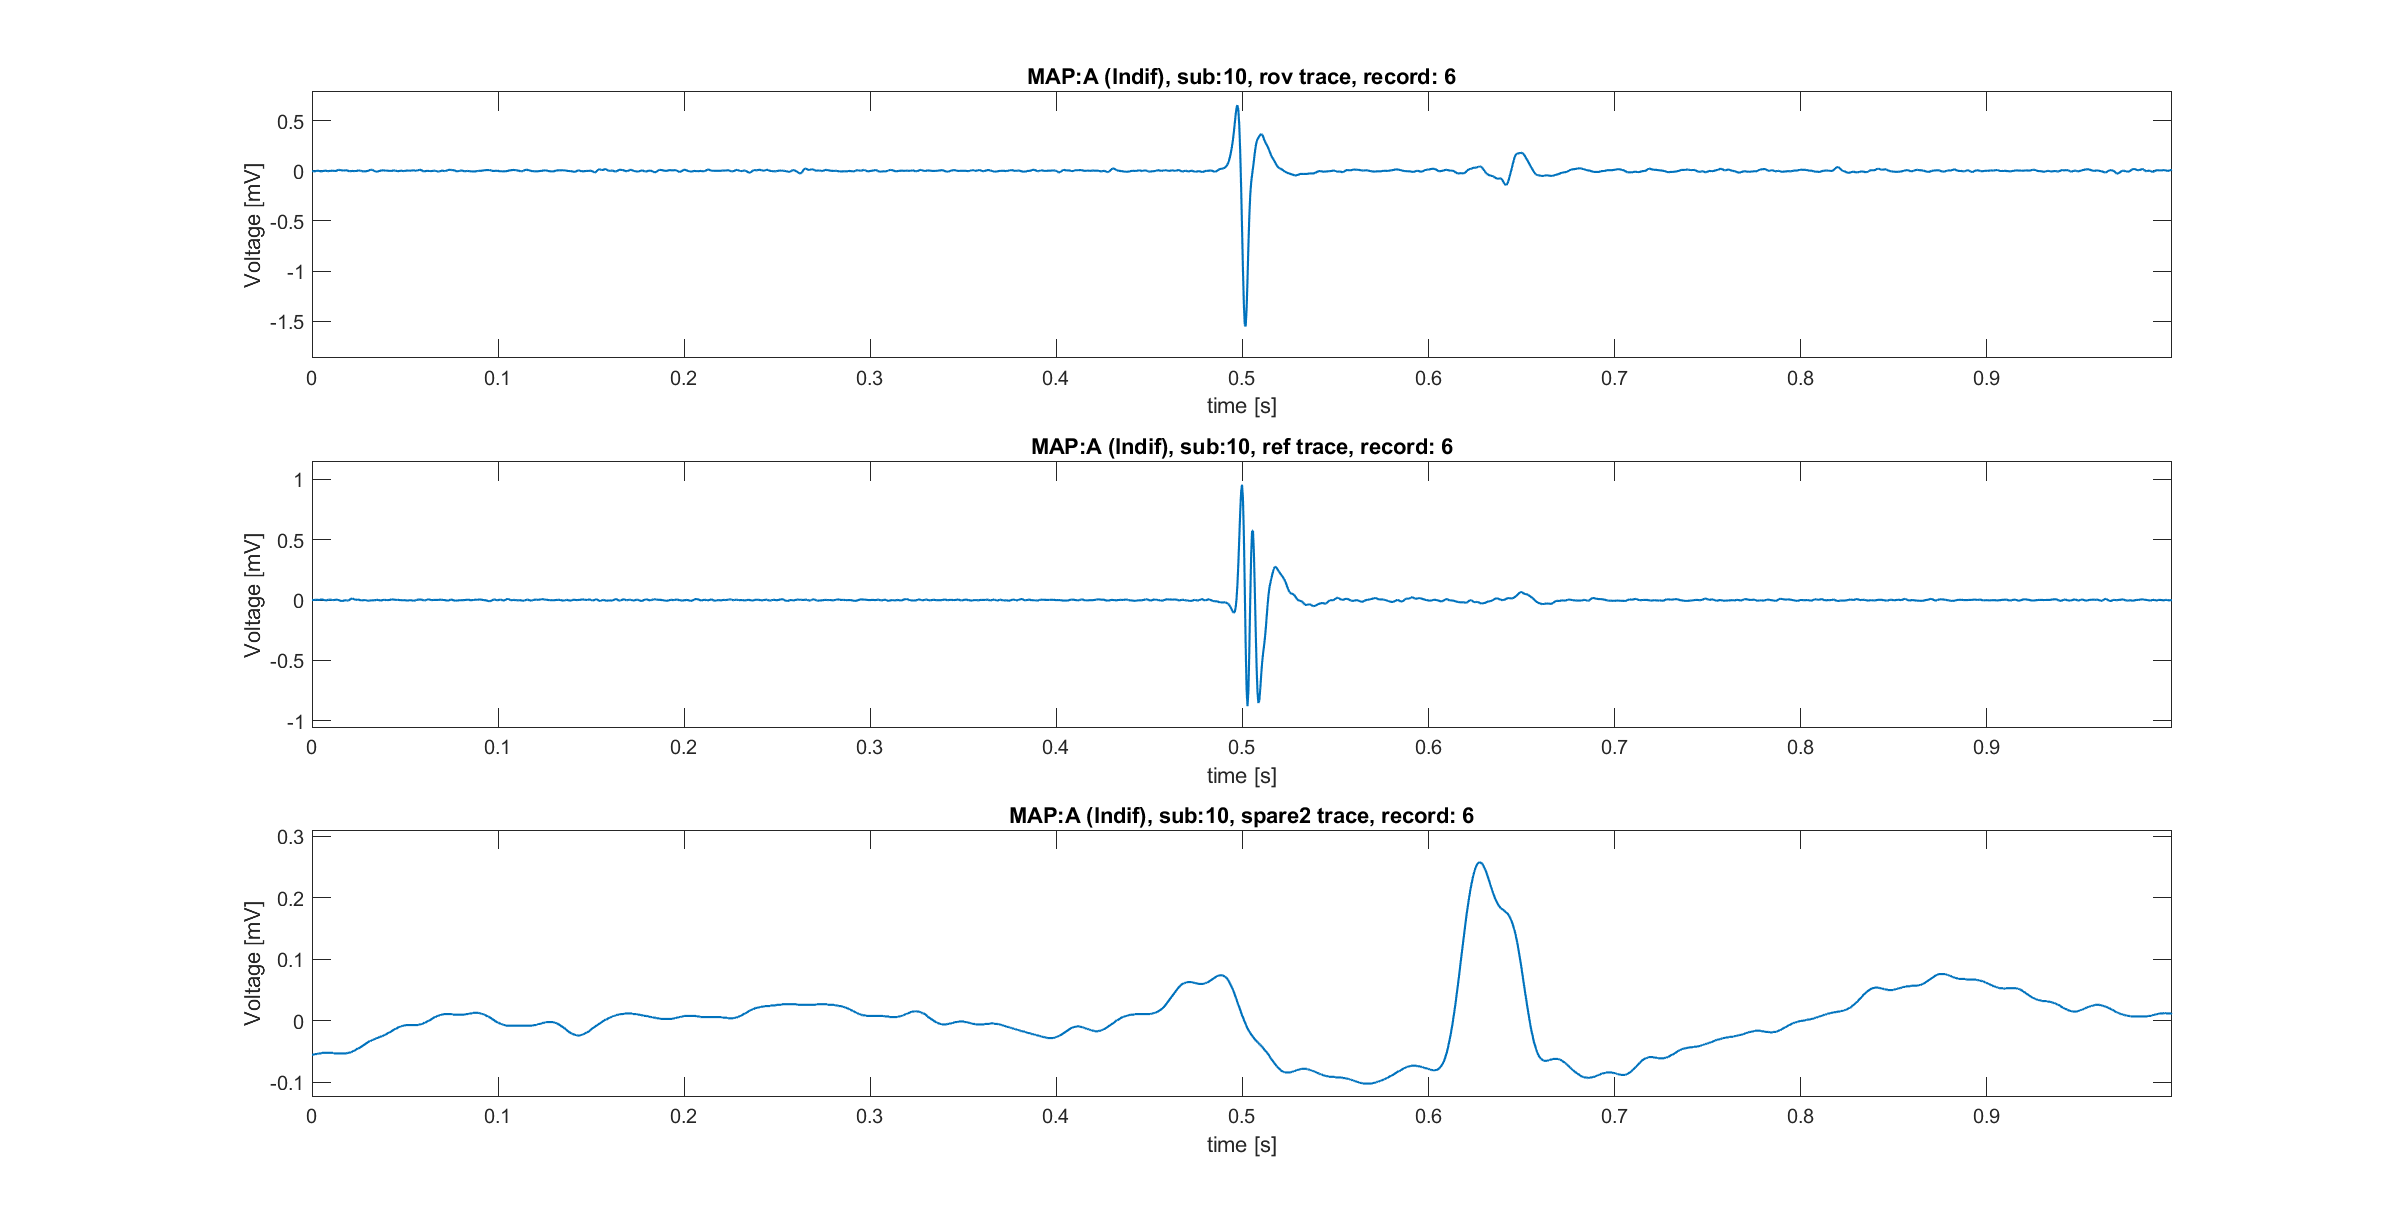 MAP:A (Indif), sub:10, rov trace, record: 6
Voltage [mV]
0.5
0
-0.5
-1
-1.5
0 0.1 0.2 0.3 0.4 0.5 0.6 0.7 0.8 0.9
time [s]
MAP:A (Indif), sub:10, ref trace, record: 6
Voltage [mV]
1
0.5
0
-0.5
-1
0 0.1 0.2 0.3 0.4 0.5 0.6 0.7 0.8 0.9
time [s]
MAP:A (Indif), sub:10, spare2 trace, record: 6
Voltage [mV]
0.3
0.2
0.1
0
-0.1
0 0.1 0.2 0.3 0.4 0.5 0.6 0.7 0.8 0.9
time [s]